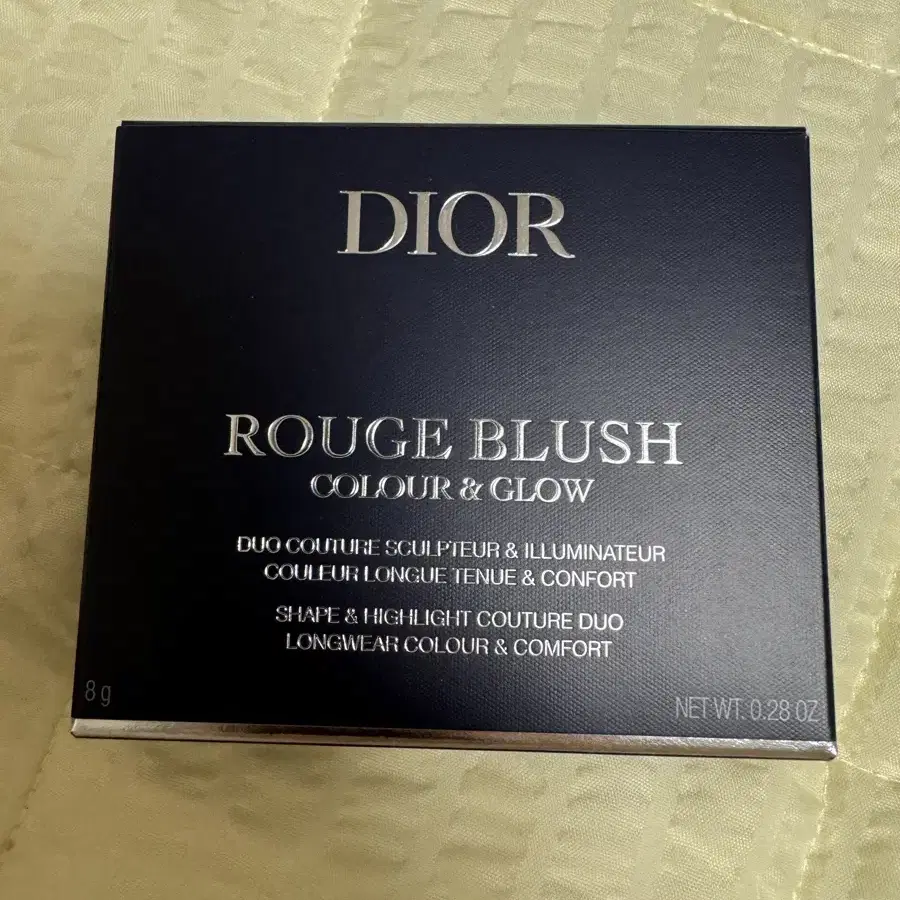 DIOR
ROUGE BLUSH
COLOUR & GLOW
DUO COUTURE SCULPTEUR & ILLUMINATEUR
COULEUR LONGUE TENUE & CONFORT
SHAPE & HIGHLIGHT COUTURE DUO
LONGWEAR COLOUR & COMFORT
8 g
NET WT. 0.28 OZ